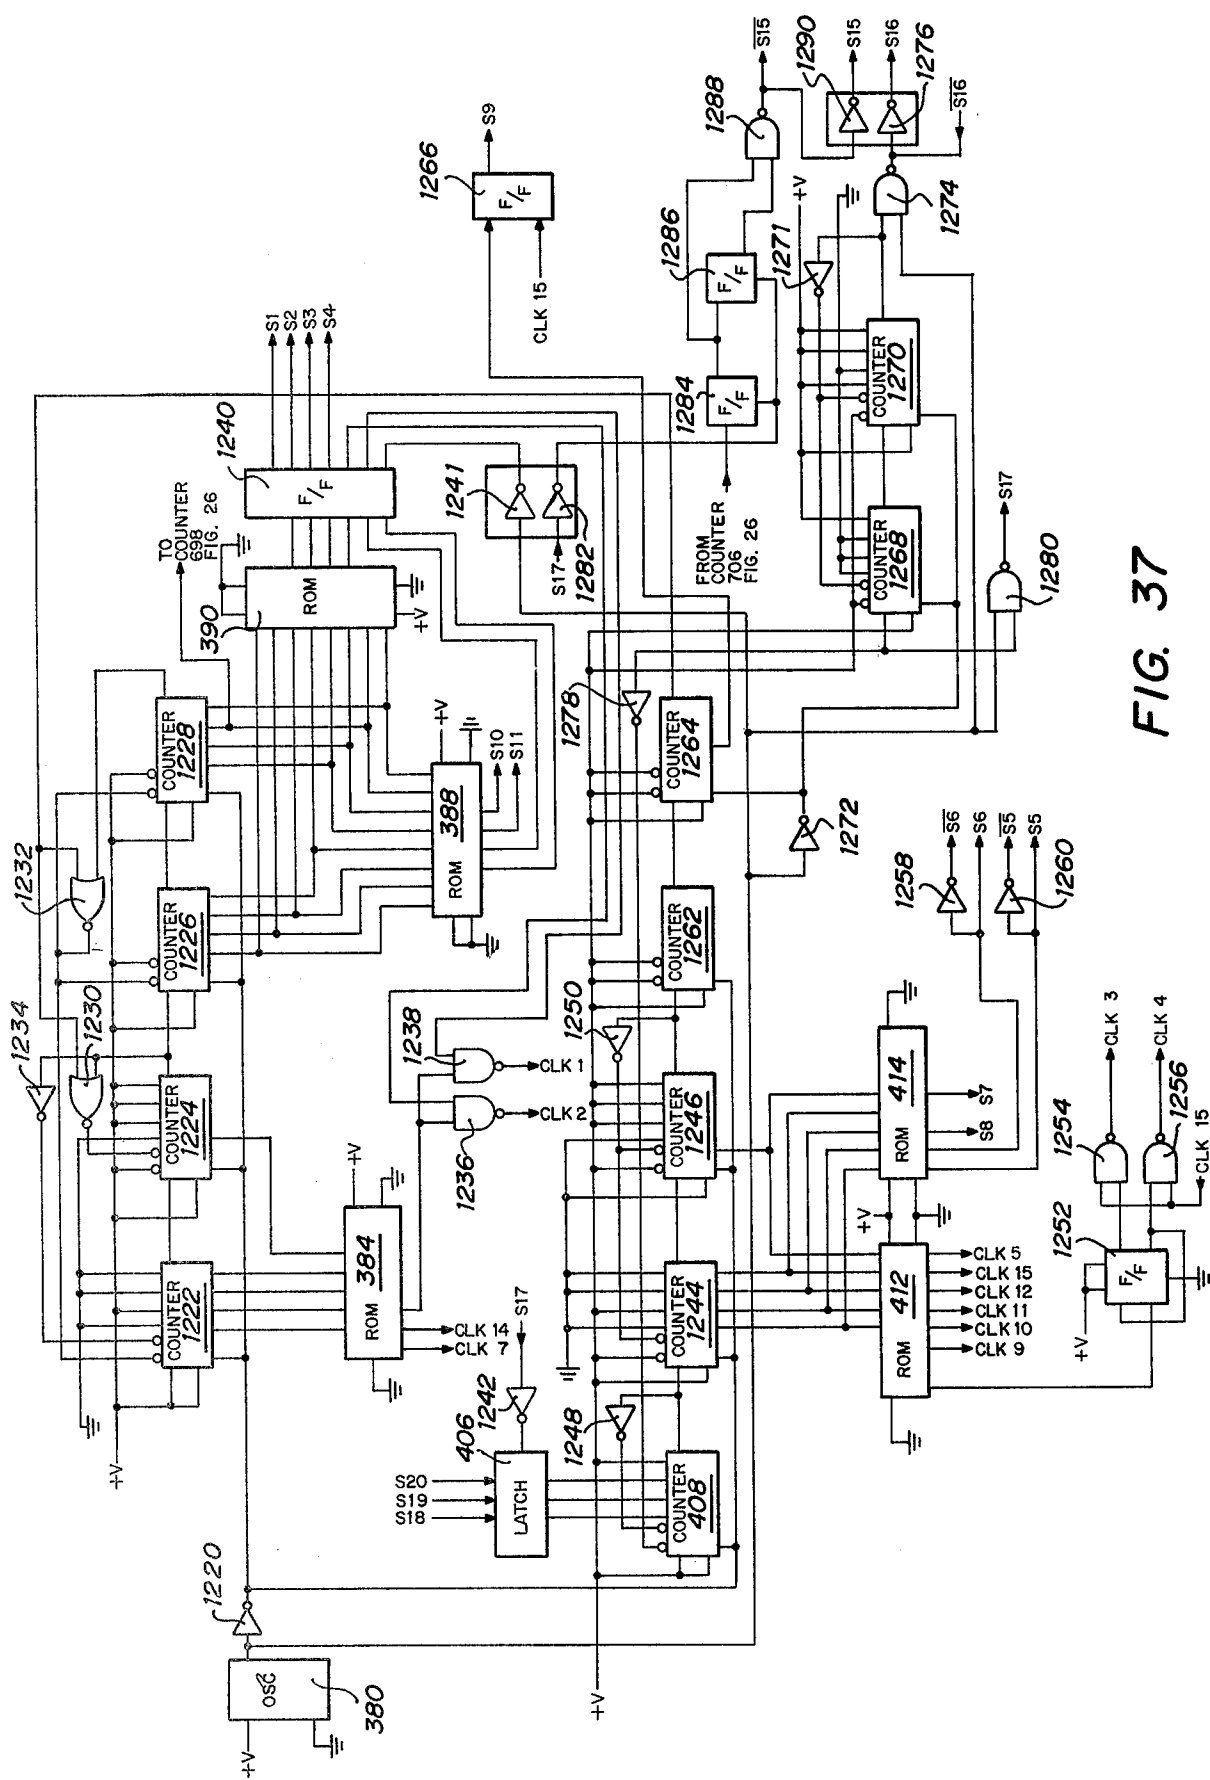 1290
S̅1̅5̅
S15
S16
1276
1288
S̅1̅6̅
S9
1266
F/F
+V
1274
1286
1271
F/F
CLK 15
S1
S2
S3
S4
1240
F/F
1284
F/F
COUNTER
1270
TO
COUNTER
698
FIG. 26
1241
1282
S17
FROM
COUNTER
706
FIG. 26
COUNTER
1268
S17
1280
390
ROM
+V
FIG. 37
1278
COUNTER
1228
+V
S10
S11
COUNTER
1264
388
ROM
1272
1232
COUNTER
1226
COUNTER
1262
1258
S̅6̅
S6
S̅5̅
S5
1260
1234
1230
1238
1250
CLK 1
CLK 2
1236
COUNTER
1224
COUNTER
1246
414
ROM
S7
S8
CLK 3
CLK 4
1254
1256
CLK 15
+V
384
ROM
+V
1252
F/F
+V
COUNTER
1222
COUNTER
1244
412
ROM
CLK 5
CLK 15
CLK 12
CLK 11
CLK 10
CLK 9
CLK 14
CLK 7
S17
1242
406
LATCH
S20
S19
S18
1248
COUNTER
408
+V
1220
OSC
380
+V
+V